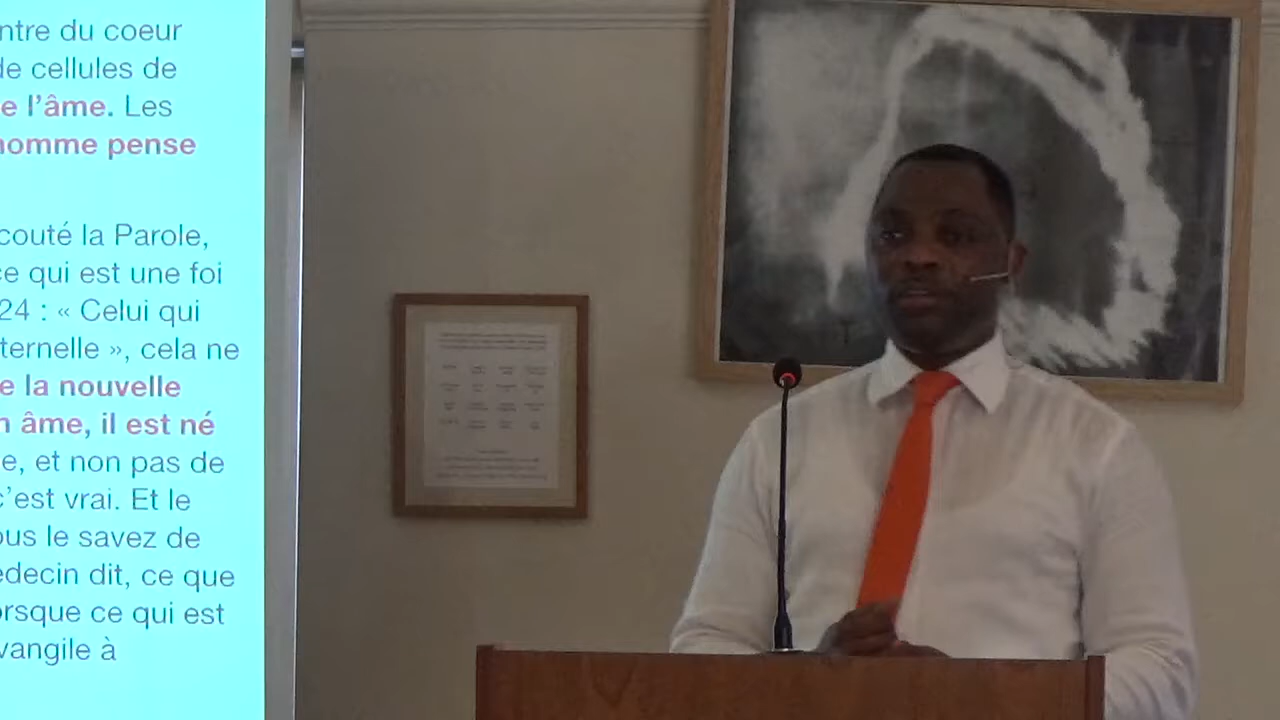 ntre du coeur
de cellules de
e l'âme. Les
homme pense
couté la Parole,
ce qui est une foi
24 : « Celui qui
ternelle », cela ne
e la nouvelle
n âme, il est né
e, et non pas de
c'est vrai. Et le
ous le savez de
edecin dit, ce que
orsque ce qui est
vangile à